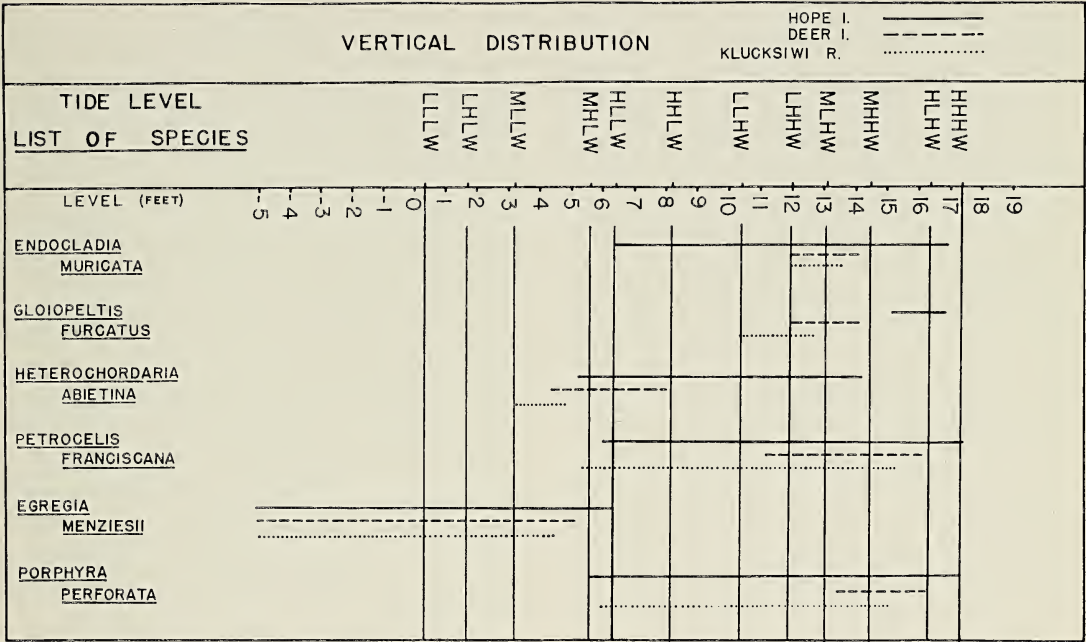 VERTICAL DISTRIBUTION
HOPE I.
DEER I.
KLUCKSIWI R.
TIDE LEVEL
LIST OF SPECIES
LLLW LHLW MLLW MHLW HLLW HHLW LLHW LHHW MLHW MHHW HLHW HHHW
LEVEL (FEET)
-5 -4 -3 -2 -1 0 1 2 3 4 5 6 7 8 9 10 11 12 13 14 15 16 17 18 19
ENDOCLADIA
MURICATA
GLOIOPELTIS
FURCATUS
HETEROCHORDARIA
ABIETINA
PETROCELIS
FRANCISCANA
EGREGIA
MENZIESII
PORPHYRA
PERFORATA